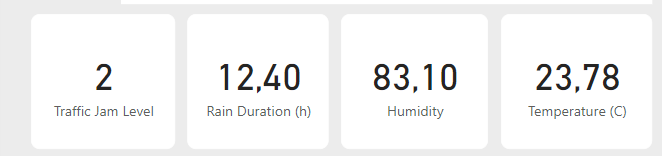 2
Traffic Jam Level
12,40
Rain Duration (h)
83,10
Humidity
23,78
Temperature (C)